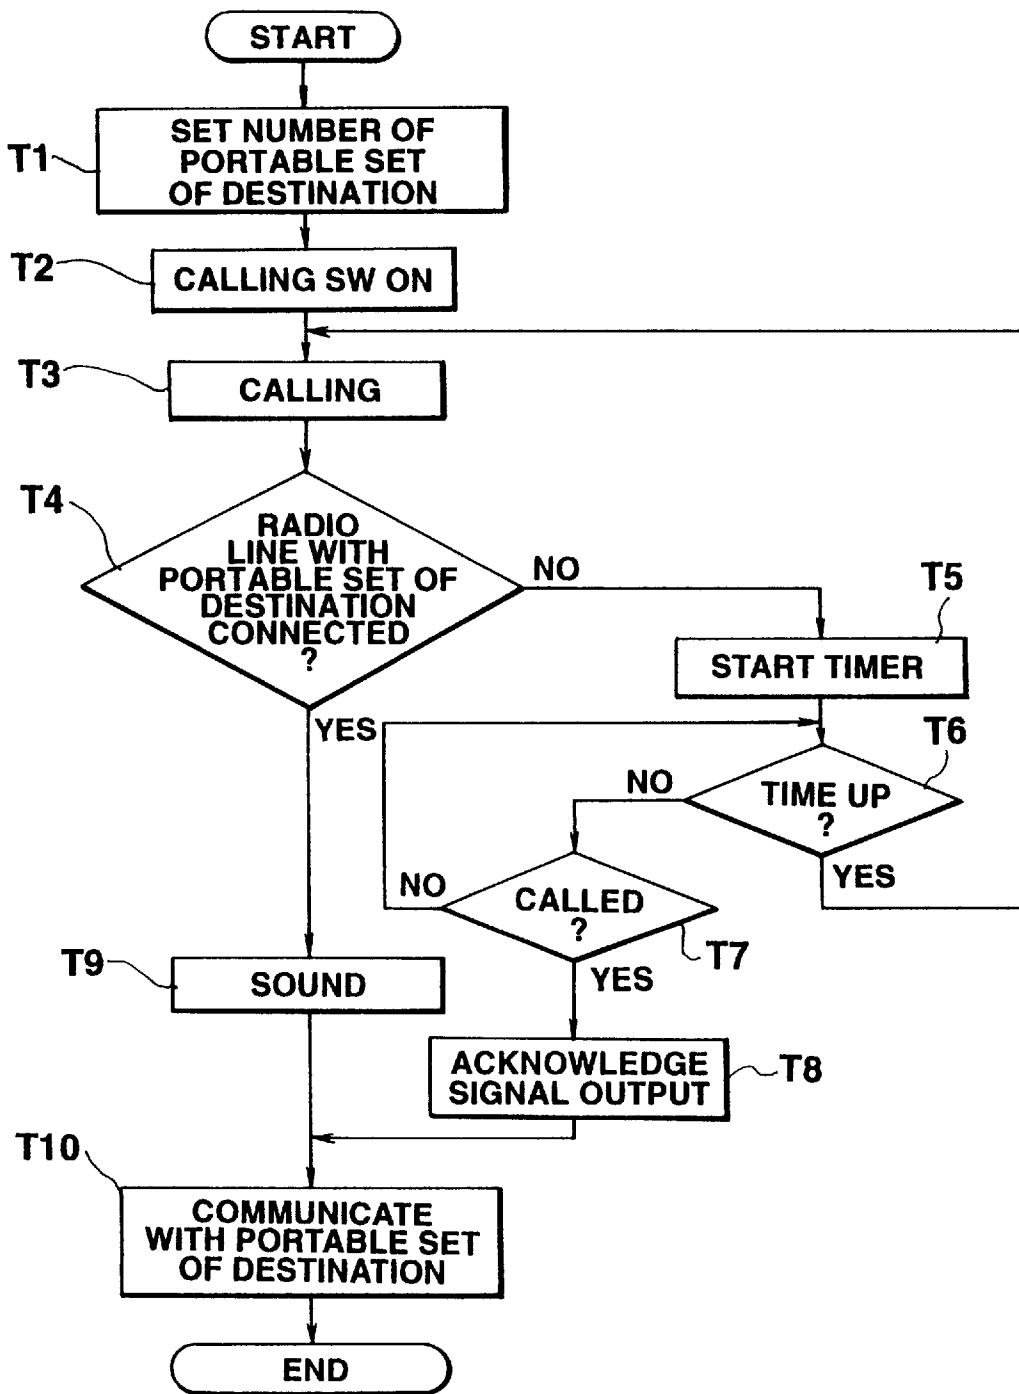 START
T1
SET NUMBER OF
PORTABLE SET
OF DESTINATION
T2
CALLING SW ON
T3
CALLING
T4
RADIO
LINE WITH
PORTABLE SET OF
DESTINATION
CONNECTED
?
NO
YES
T5
START TIMER
T6
TIME UP
?
NO
YES
CALLED
?
NO
T7
YES
T9
SOUND
ACKNOWLEDGE
SIGNAL OUTPUT
T8
T10
COMMUNICATE
WITH PORTABLE SET
OF DESTINATION
END